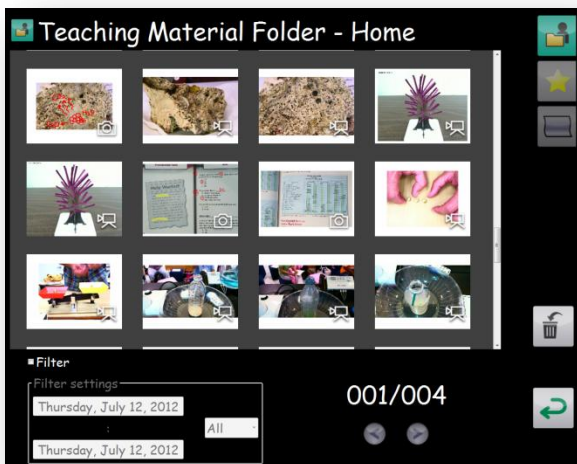 Teaching Material Folder - Home
Filter
Filter settings
Thursday, July 12, 2012
:
All
Thursday, July 12, 2012
001/004